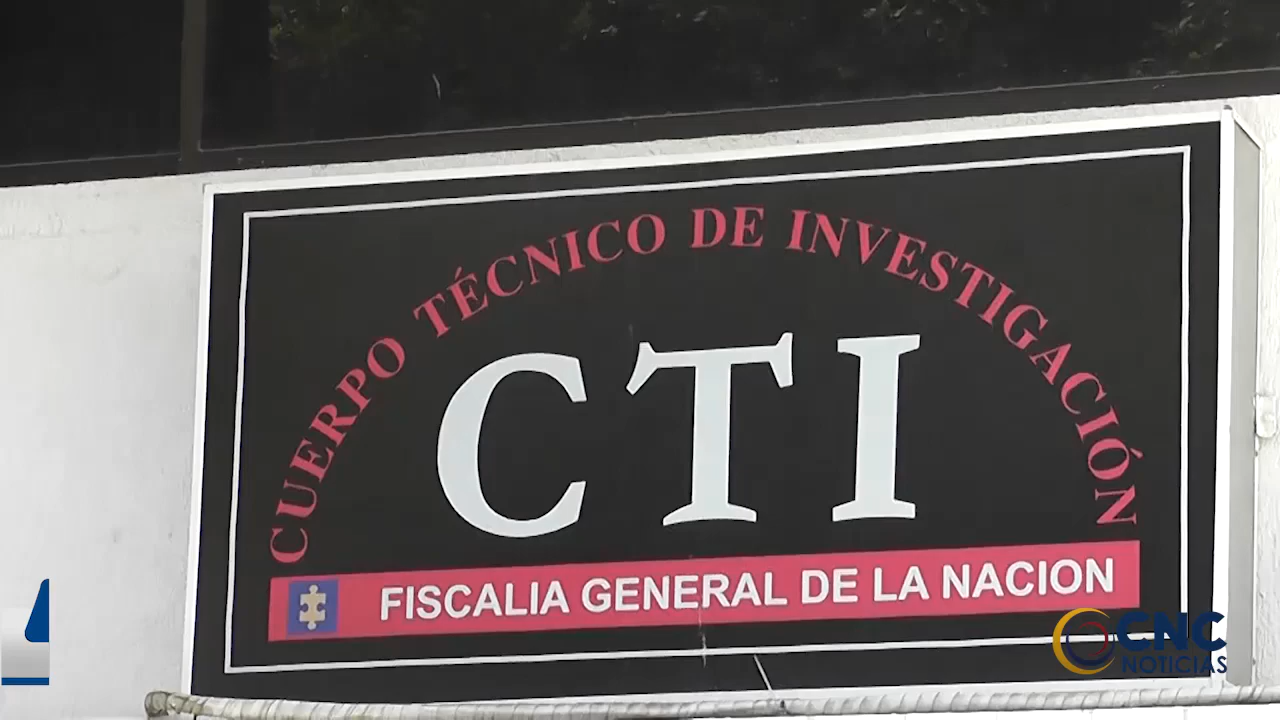 CUERPO TÉCNICO DE INVESTIGACIÓN
CTI
FISCALIA GENERAL DE LA NACION
CNC
NOTICIAS